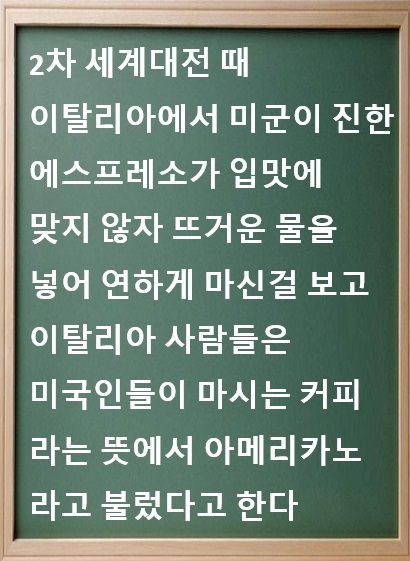 2차 세계대전 때
이탈리아에서 미군이 진한
에스프레소가 입맛에
맞지 않자 뜨거운 물을
넣어 연하게 마신걸 보고
이탈리아 사람들은
미국인들이 마시는 커피
라는 뜻에서 아메리카노
라고 불렀다고 한다